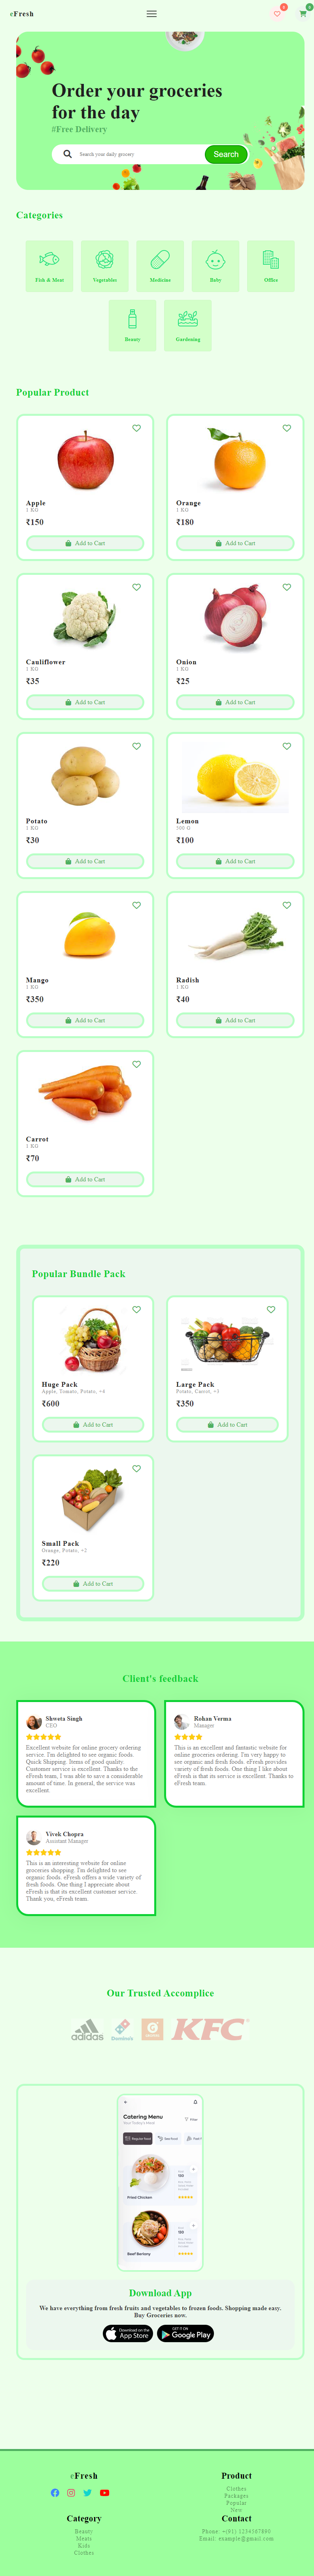 eFresh
Order your groceries
for the day
#Free Delivery
Search your daily grocery
Search
Categories
Fish & Meat
Vegetables
Medicine
Baby
Office
Beauty
Gardening
Popular Product
Apple
1 KG
₹150
Add to Cart
Orange
1 KG
₹180
Add to Cart
Cauliflower
1 KG
₹35
Add to Cart
Onion
1 KG
₹25
Add to Cart
Potato
1 KG
₹30
Add to Cart
Lemon
500 G
₹100
Add to Cart
Mango
1 KG
₹350
Add to Cart
Radish
1 KG
₹40
Add to Cart
Carrot
1 KG
₹70
Add to Cart
Popular Bundle Pack
Huge Pack
Apple, Tomato, Potato, +6
₹600
Add to Cart
Large Pack
Potato, Carrot, +3
₹350
Add to Cart
Small Pack
Orange, Potato, +2
₹220
Add to Cart
Client's feedback
Shweta Singh
CEO
Excellent website for online grocery ordering
service. I'm delighted to see organic foods.
Quick Shipping. Items of good quality.
Customer service is excellent. Thanks to the
eFresh team, I was able to save a considerable
amount of time. In general, the service was
excellent.
Rohan Verma
Manager
This is an excellent and fantastic website for
online groceries ordering. I'm very happy to
see organic and fresh foods. eFresh provides
variety of fresh foods. One thing I like about
eFresh is that its service is excellent. Thanks to
eFresh team.
Vivek Chopra
Assistant Manager
This is an interesting website for online
groceries shopping. I'm delighted to see
organic foods. eFresh offers a wide variety of
fresh foods. One thing I appreciate about
eFresh is that its excellent customer service.
Thank you, eFresh team.
Our Trusted Accomplice
adidas
Domino's
KFC
Catering Menu
Filter
Regular Food
Sea Food
Fried Chicken
Beef Barbony
Download App
We have everything from fresh fruits and vegetables to frozen foods. Shopping made easy.
Buy Groceries now.
Download on the
App Store
GET IT ON
Google Play
eFresh
Category
Beauty
Meats
Kids
Clothes
Product
Clothes
Packages
Popular
New
Contact
Phone: +(91) 1234567890
Email: example@gmail.com